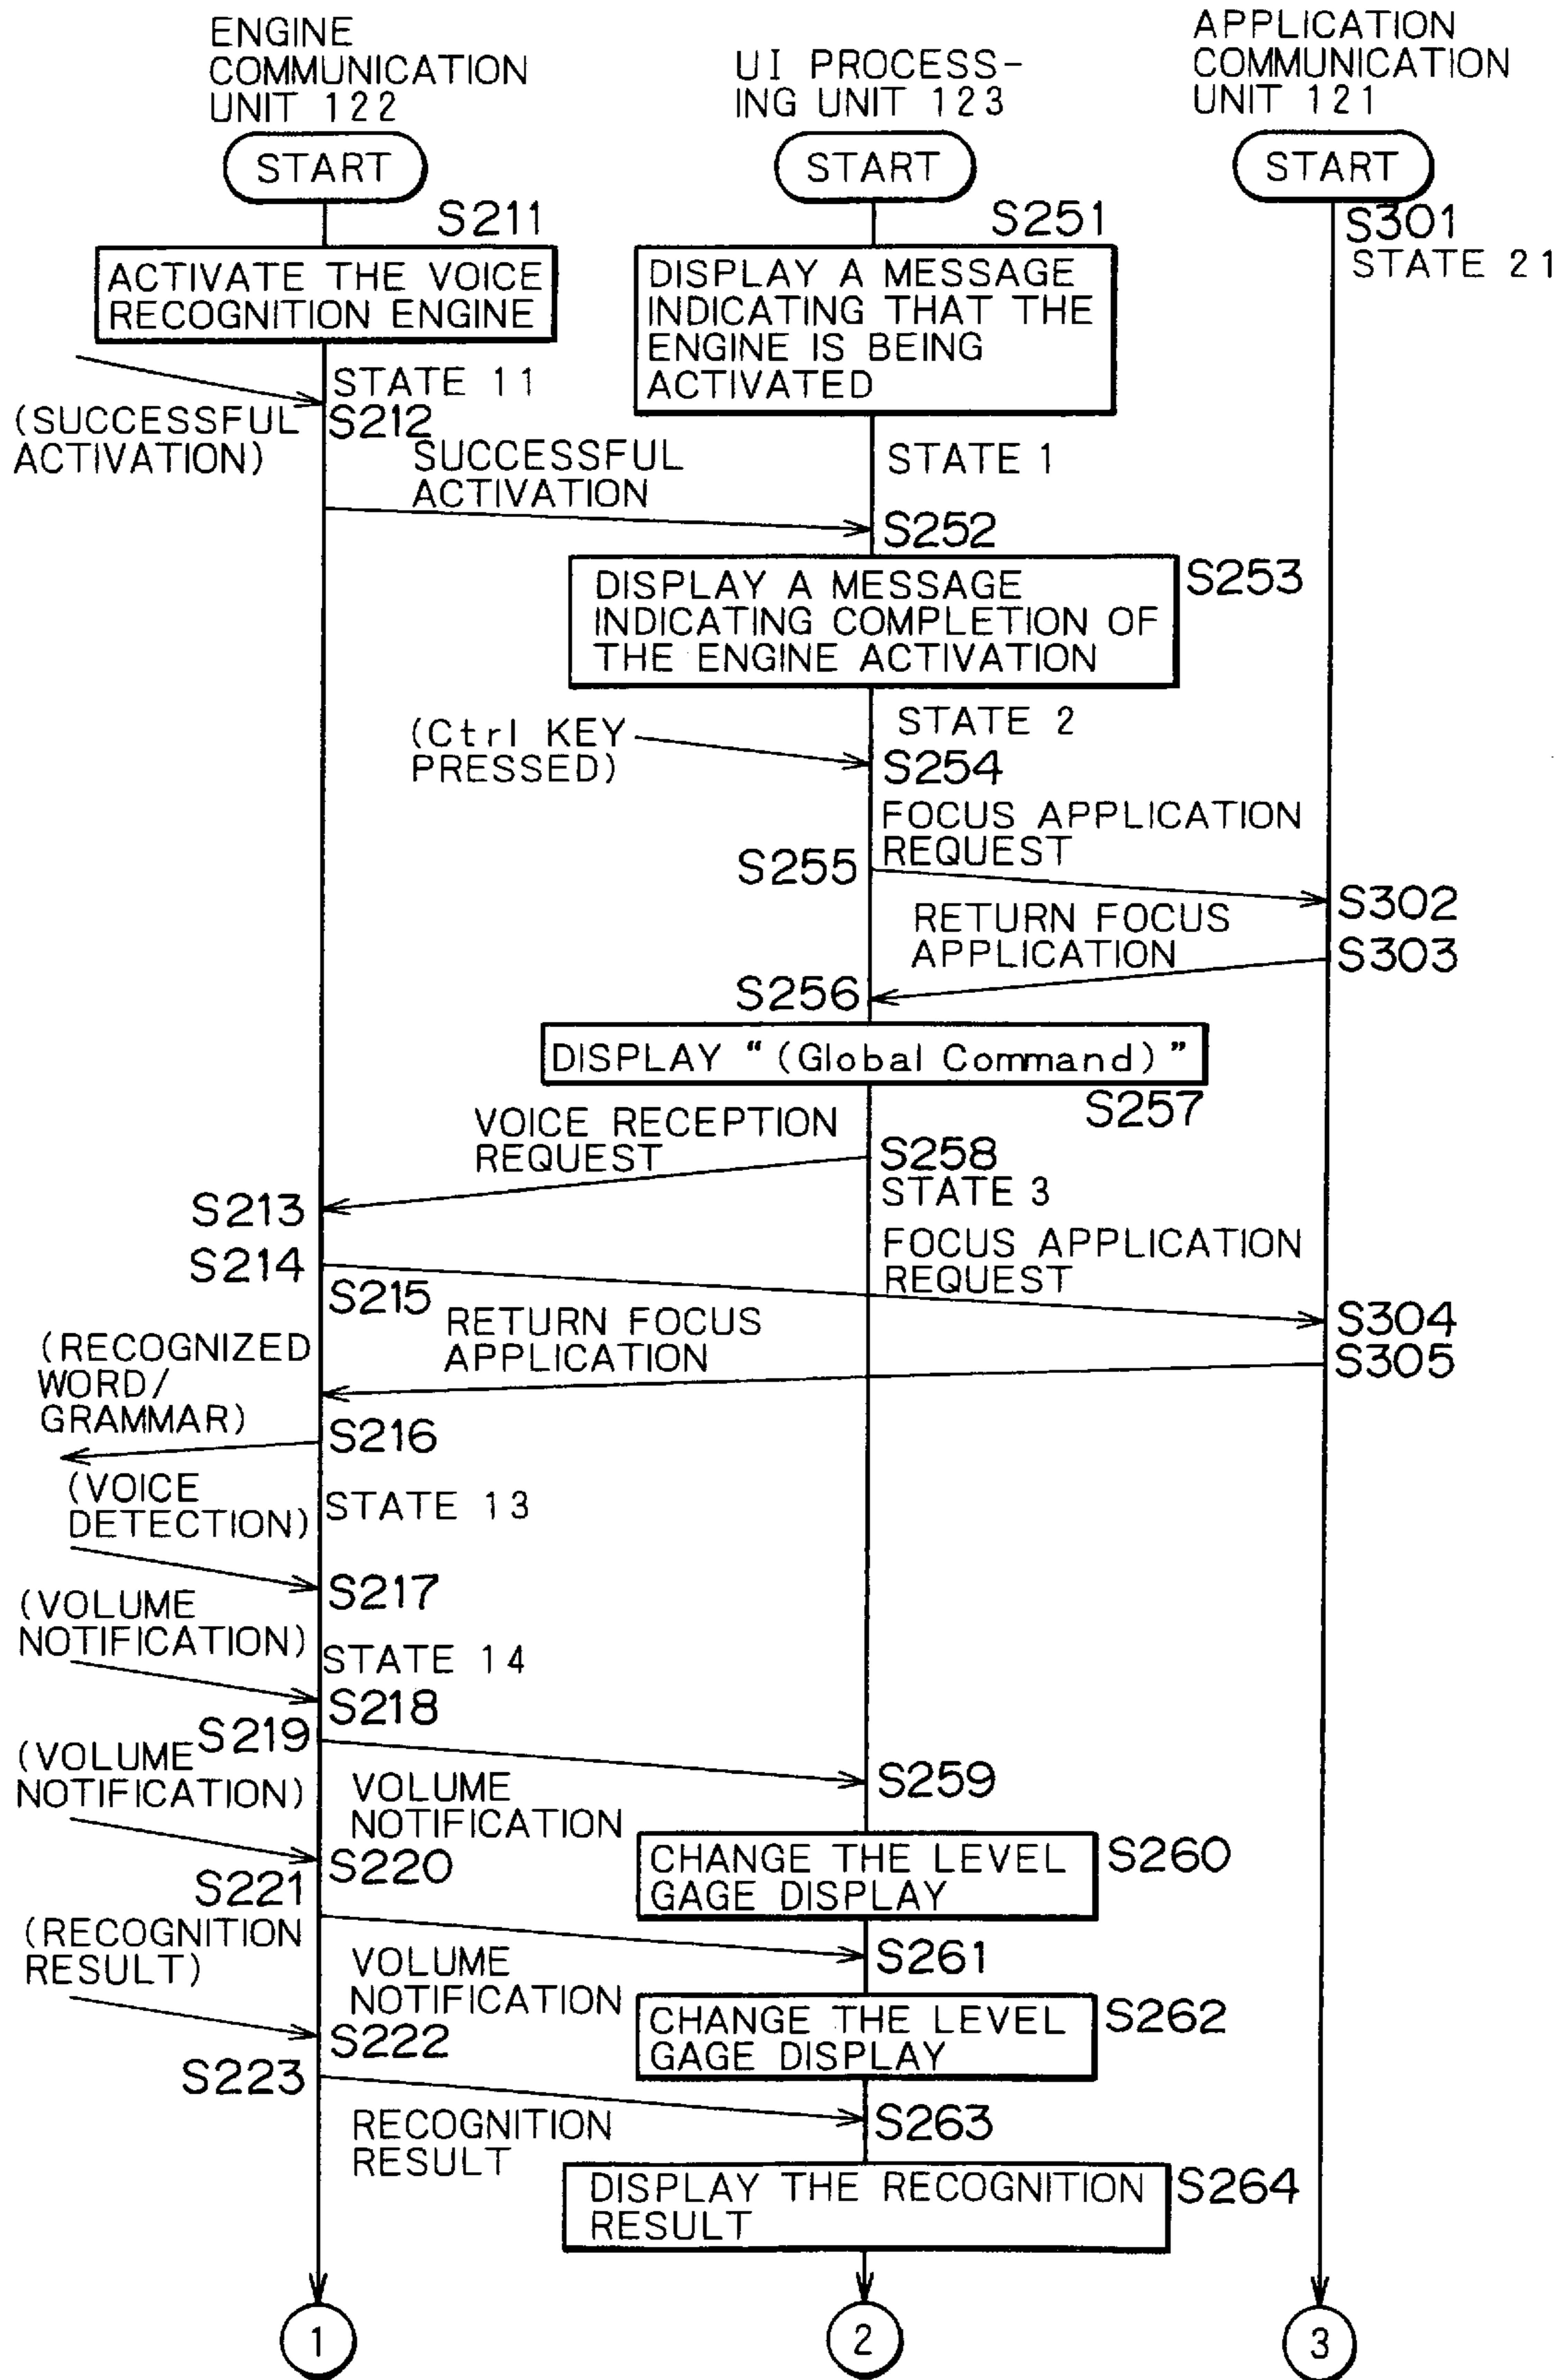 ENGINE
COMMUNICATION
UNIT 122
UI PROCESS-
ING UNIT 123
APPLICATION
COMMUNICATION
UNIT 121
START
START
START
S211
S251
S301
STATE 21
ACTIVATE THE VOICE
RECOGNITION ENGINE
DISPLAY A MESSAGE
INDICATING THAT THE
ENGINE IS BEING
ACTIVATED
STATE 11
(SUCCESSFUL
ACTIVATION)
S212
SUCCESSFUL
ACTIVATION
STATE 1
S252
DISPLAY A MESSAGE
INDICATING COMPLETION OF
THE ENGINE ACTIVATION
S253
(Ctrl KEY
PRESSED)
STATE 2
S254
FOCUS APPLICATION
REQUEST
S255
S302
RETURN FOCUS
APPLICATION
S303
S256
DISPLAY “(Global Command)”
S257
VOICE RECEPTION
REQUEST
S258
STATE 3
S213
S214
FOCUS APPLICATION
REQUEST
S215
S304
RETURN FOCUS
APPLICATION
S305
(RECOGNIZED
WORD/
GRAMMAR)
S216
(VOICE
DETECTION)
STATE 13
S217
(VOLUME
NOTIFICATION)
STATE 14
S218
S219
(VOLUME
NOTIFICATION)
S259
VOLUME
NOTIFICATION
S220
CHANGE THE LEVEL
GAGE DISPLAY
S260
S221
(RECOGNITION
RESULT)
S261
VOLUME
NOTIFICATION
S222
CHANGE THE LEVEL
GAGE DISPLAY
S262
S223
S263
RECOGNITION
RESULT
DISPLAY THE RECOGNITION
RESULT
S264
1
2
3